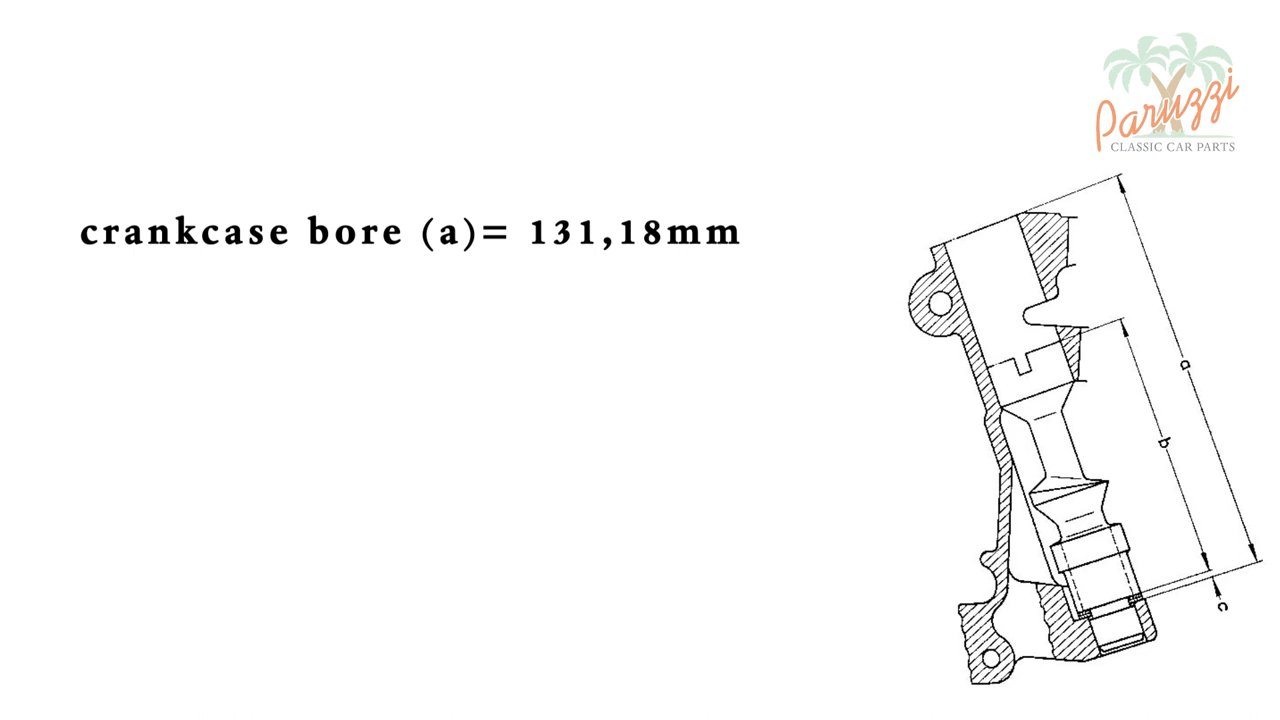 Paruzzi
CLASSIC CAR PARTS
crankcase bore (a)= 131,18mm
a
b
c